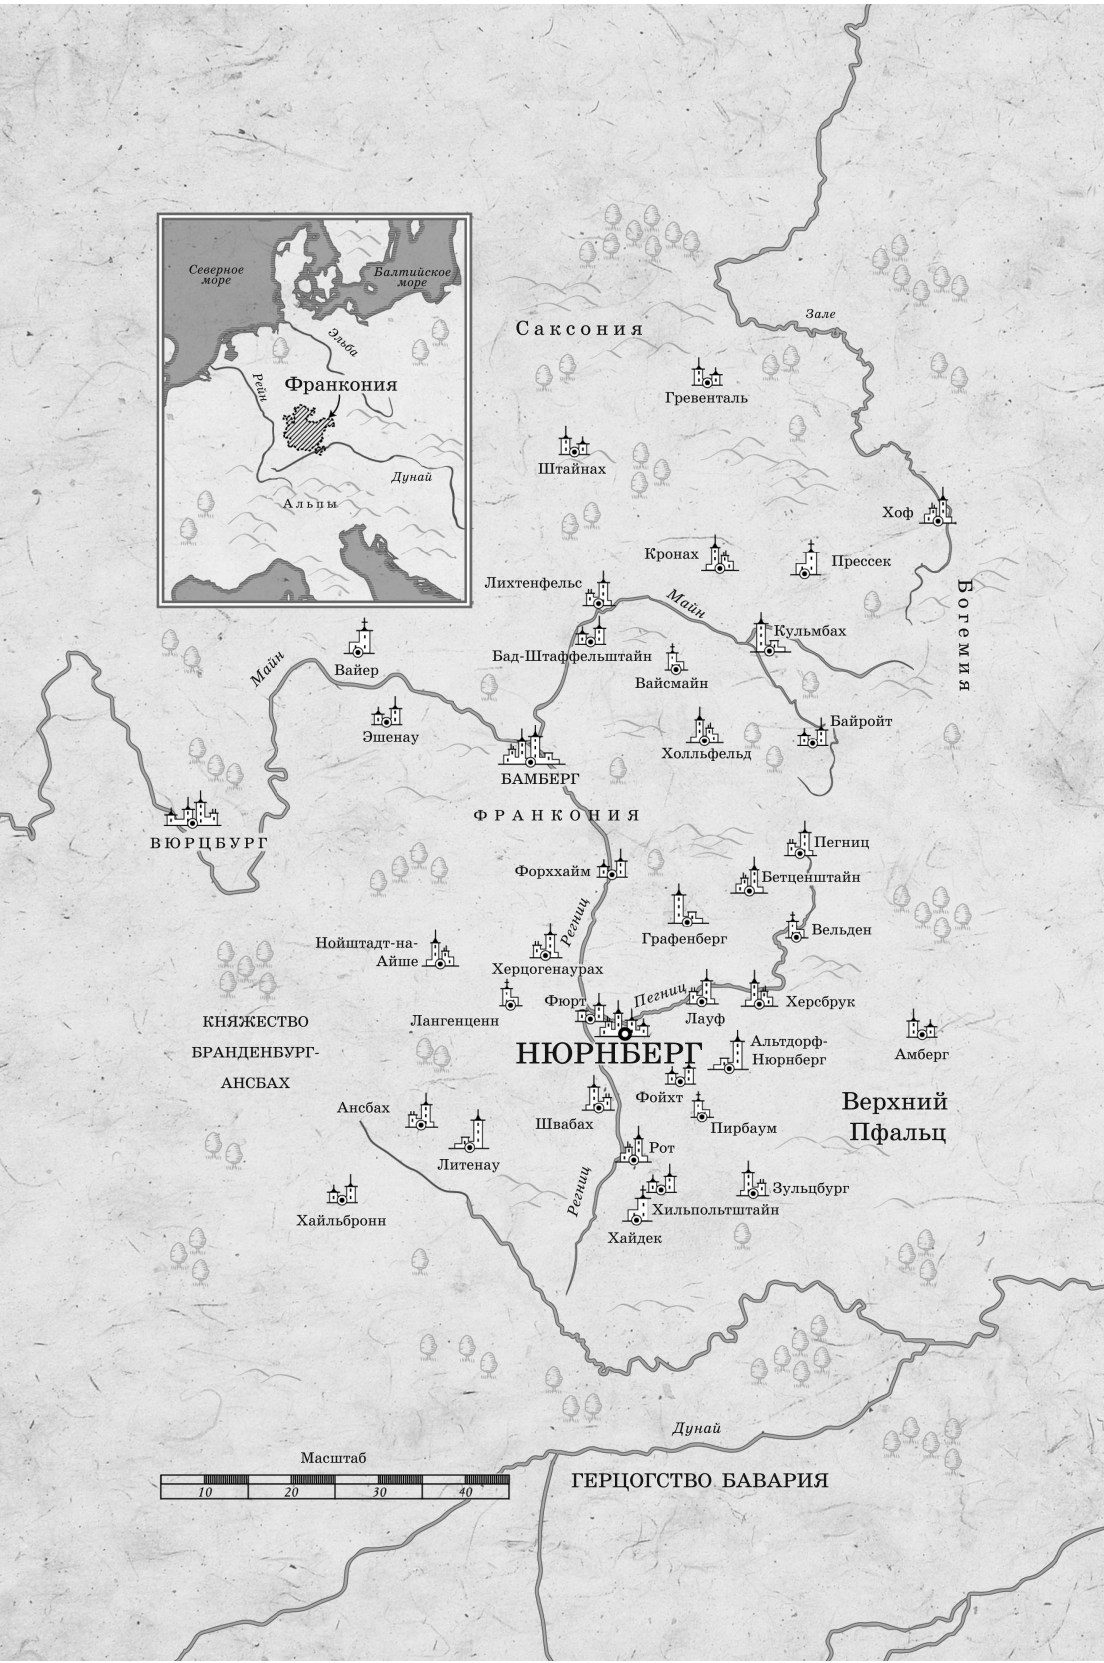 Северное
море
Балтийское
море
Эльба
Рейн
Франкония
Дунай
Альпы
Саксония
Зале
Гревенталь
Штайнах
Хоф
Кронах
Прессек
Лихтенфельс
Майн
Богемия
Кульмбах
Бад-Штаффельштайн
Вайер
Майн
Вайсмайн
Эшенау
Байройт
Холльфельд
БАМБЕРГ
ФРАНКОНИЯ
ВЮРЦБУРГ
Пегниц
Форххайм
Бетценштайн
Регниц
Графенберг
Вельден
Нойштадт-на-
Айше
Херцогенаурах
Пегниц
Фюрт
Херсбрук
Лангенценн
Лауф
КНЯЖЕСТВО
БРАНДЕНБУРГ-
АНСБАХ
НЮРНБЕРГ
Альтдорф-
Нюрнберг
Амберг
Фойхт
Верхний
Пфальц
Ансбах
Швабах
Пирбаум
Литенау
Рот
Регниц
Зульцбург
Хильпольтштайн
Хайльбронн
Хайдек
Дунай
Масштаб
10 20 30 40
ГЕРЦОГСТВО БАВАРИЯ